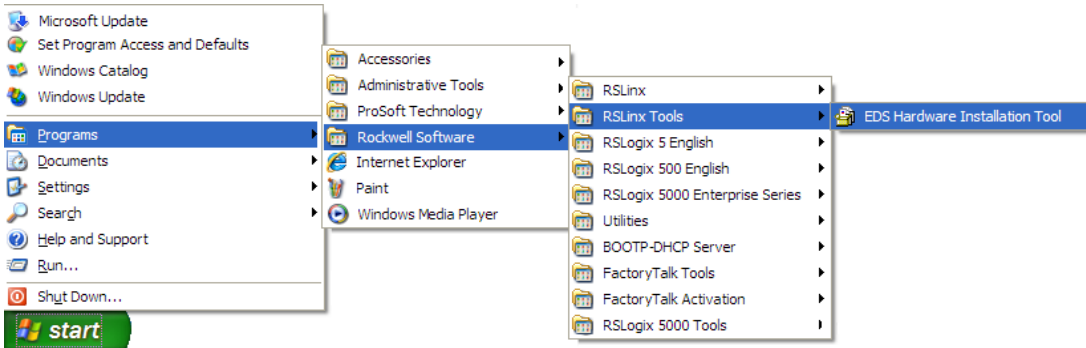 Microsoft Update
Set Program Access and Defaults
Windows Catalog
Windows Update
Programs
Documents
Settings
Search
Help and Support
Run...
Shut Down...
start
Accessories
Administrative Tools
ProSoft Technology
Rockwell Software
Internet Explorer
Paint
Windows Media Player
RSLinx
RSLinx Tools
RSLogix 5 English
RSLogix 500 English
RSLogix 5000 Enterprise Series
Utilities
BOOTP-DHCP Server
FactoryTalk Tools
FactoryTalk Activation
RSLogix 5000 Tools
EDS Hardware Installation Tool